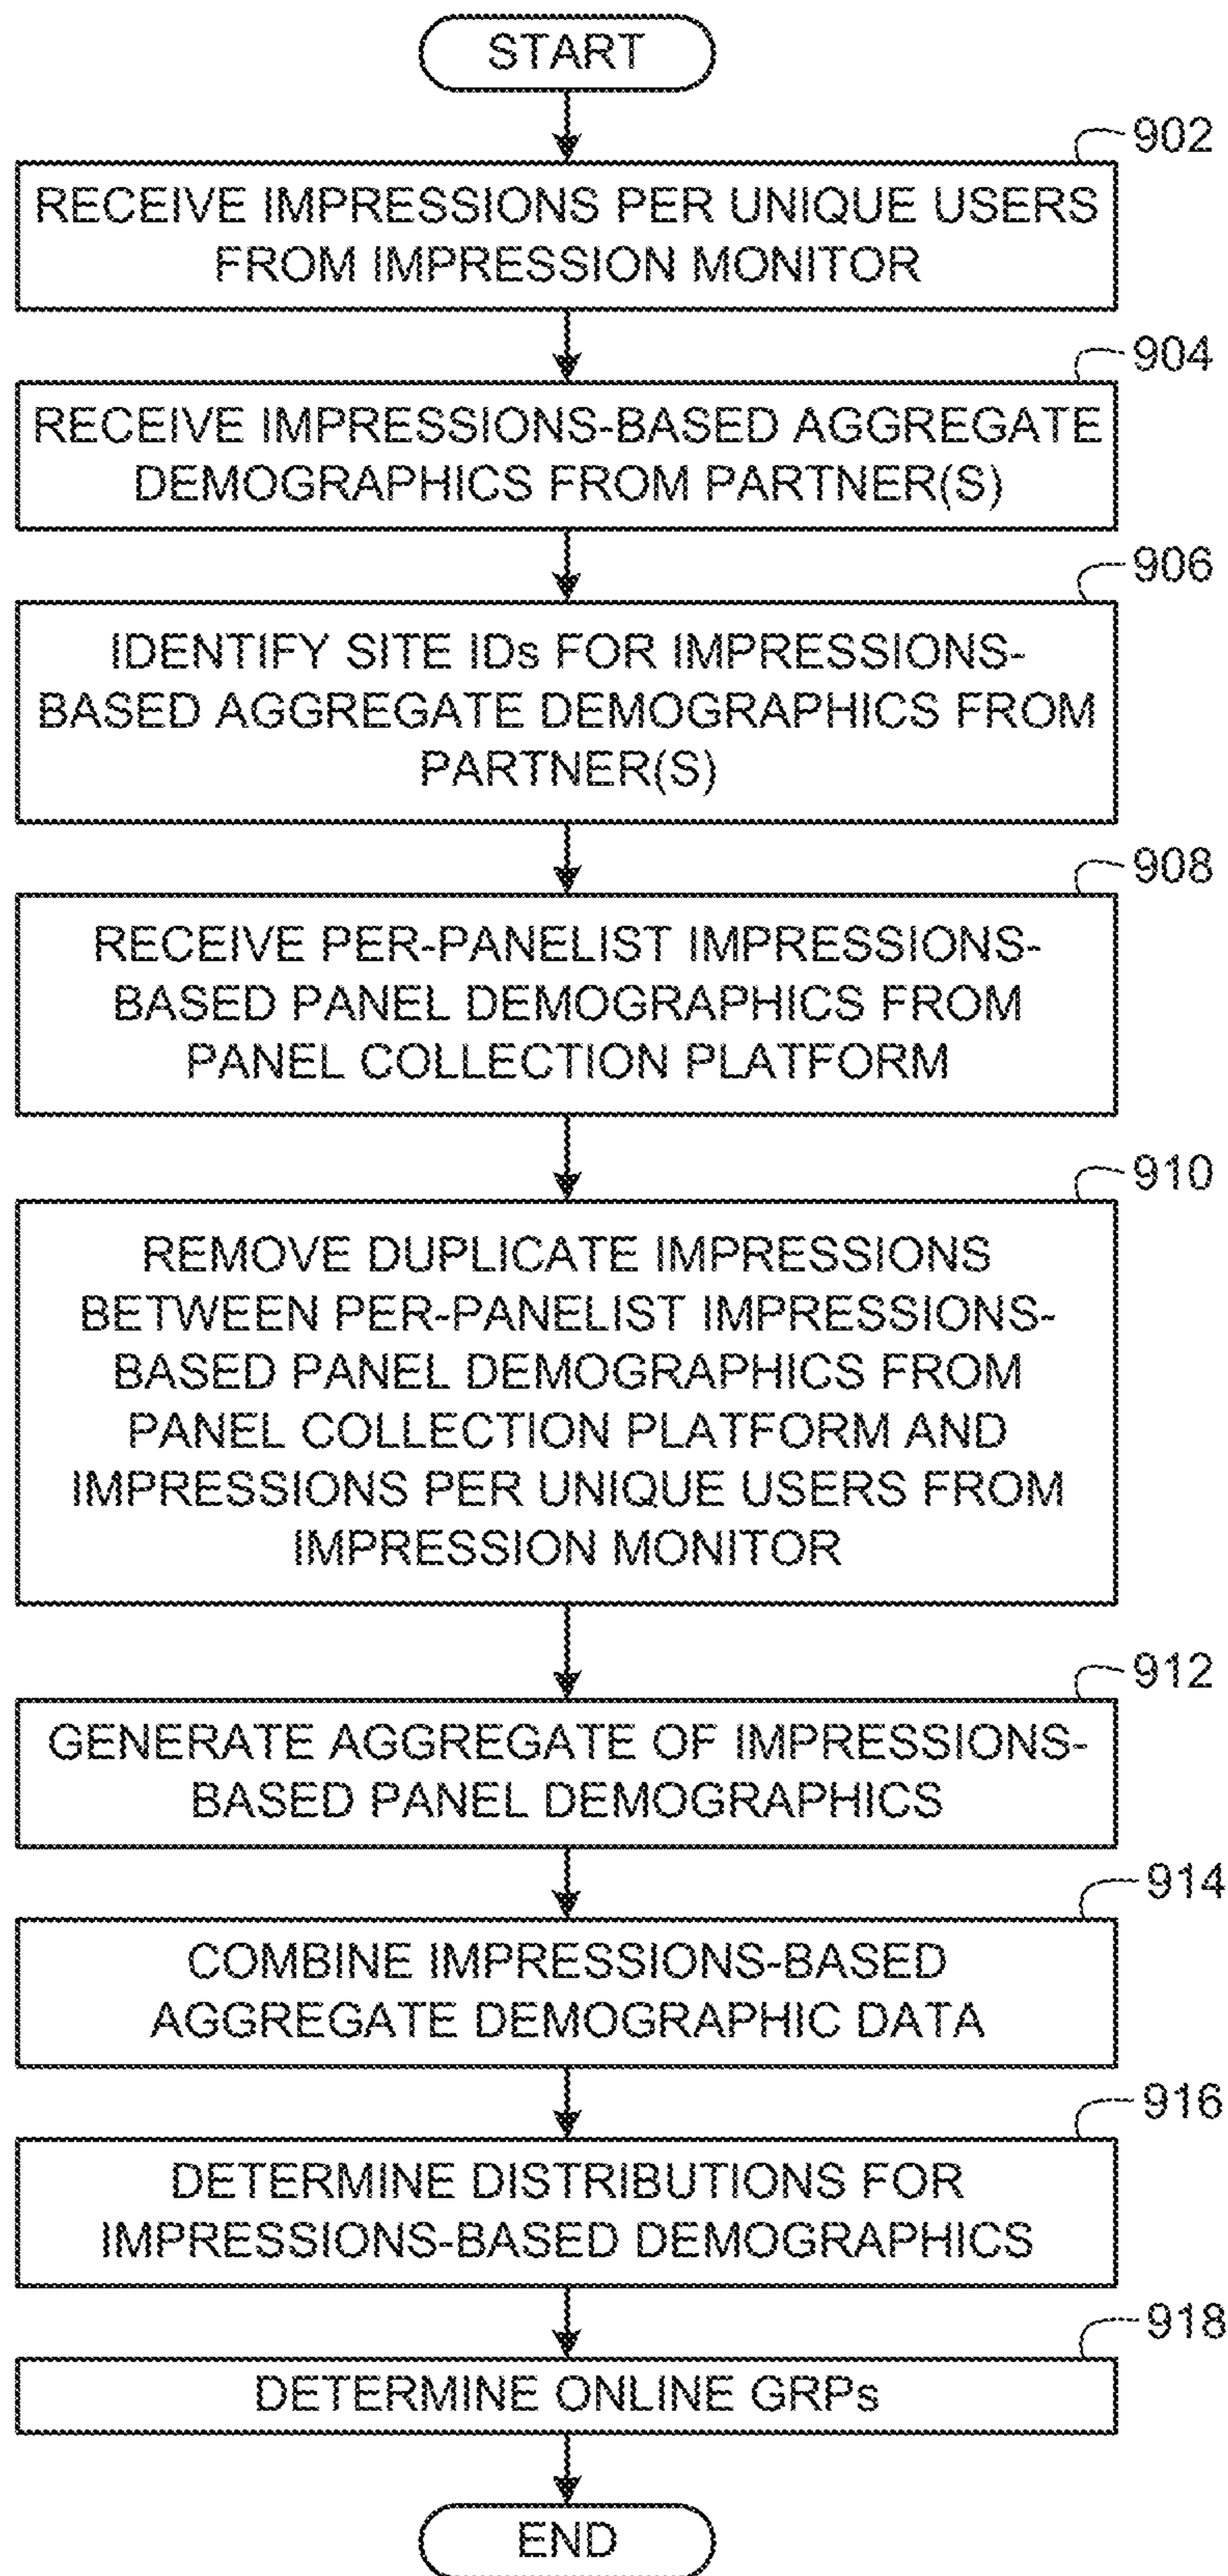 START
902
RECEIVE IMPRESSIONS PER UNIQUE USERS
FROM IMPRESSION MONITOR
904
RECEIVE IMPRESSIONS-BASED AGGREGATE
DEMOGRAPHICS FROM PARTNER(S)
906
IDENTIFY SITE IDs FOR IMPRESSIONS-
BASED AGGREGATE DEMOGRAPHICS FROM
PARTNER(S)
908
RECEIVE PER-PANELIST IMPRESSIONS-
BASED PANEL DEMOGRAPHICS FROM
PANEL COLLECTION PLATFORM
910
REMOVE DUPLICATE IMPRESSIONS
BETWEEN PER-PANELIST IMPRESSIONS-
BASED PANEL DEMOGRAPHICS FROM
PANEL COLLECTION PLATFORM AND
IMPRESSIONS PER UNIQUE USERS FROM
IMPRESSION MONITOR
912
GENERATE AGGREGATE OF IMPRESSIONS-
BASED PANEL DEMOGRAPHICS
914
COMBINE IMPRESSIONS-BASED
AGGREGATE DEMOGRAPHIC DATA
916
DETERMINE DISTRIBUTIONS FOR
IMPRESSIONS-BASED DEMOGRAPHICS
918
DETERMINE ONLINE GRPs
END